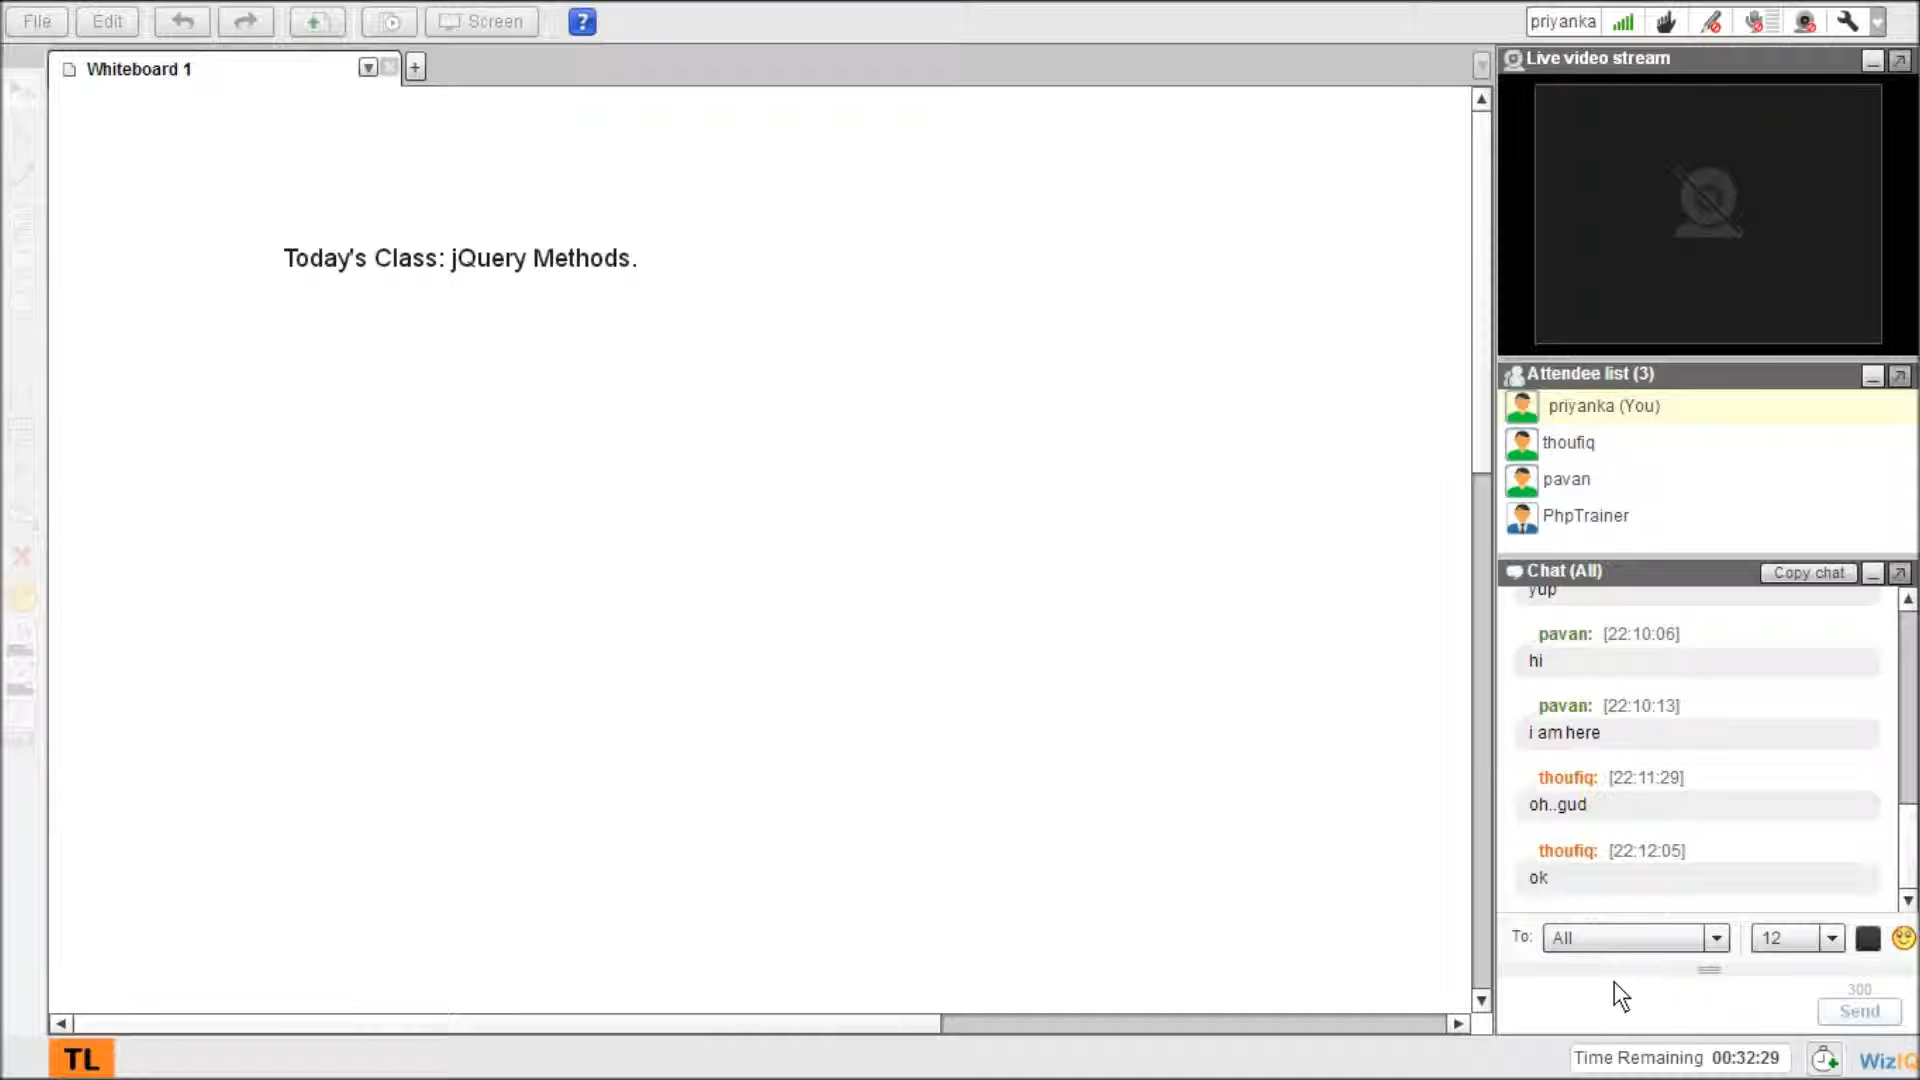 File
Edit
Screen
?
priyanka
Whiteboard 1
+
Live video stream
Today's Class: jQuery Methods.
Attendee list (3)
priyanka (You)
thoufiq
pavan
PhpTrainer
Chat (All)
Copy chat
yup
pavan: [22:10:06]
hi
pavan: [22:10:13]
i am here
thoufiq: [22:11:29]
oh..gud
thoufiq: [22:12:05]
ok
To: All
12
300
Send
TL
Time Remaining 00:32:29
WizIQ